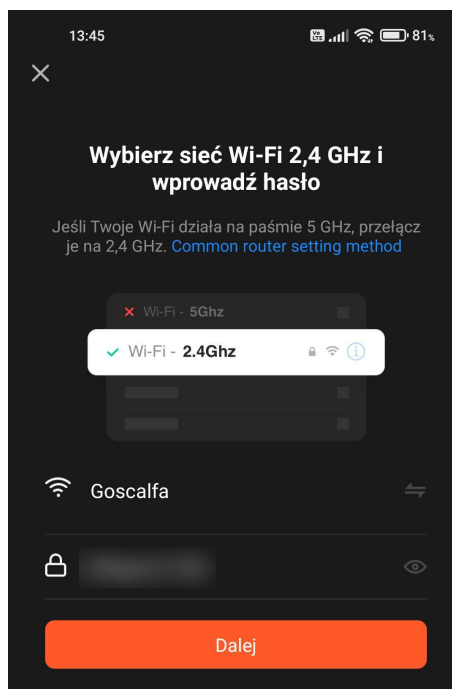 13:45
Vo LTE 81%
Wybierz sieć Wi-Fi 2,4 GHz i
wprowadź hasło
Jeśli Twoje Wi-Fi działa na paśmie 5 GHz, przełącz
je na 2,4 GHz. Common router setting method
Wi-Fi - 5Ghz
Wi-Fi - 2.4Ghz
Goscalfa
Dalej